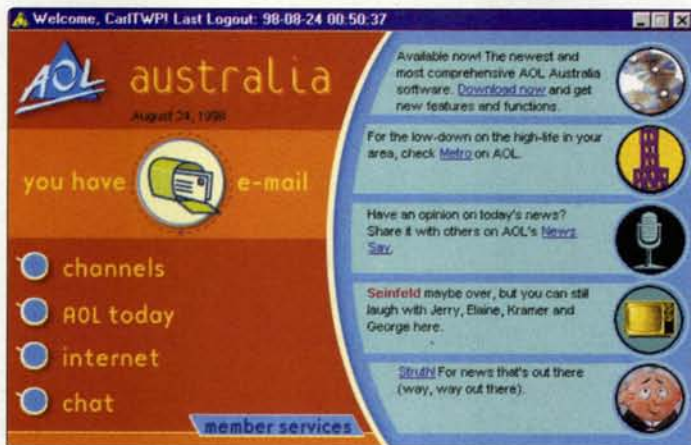 Welcome, CarlTWP! Last Logout: 98-08-24 00:50:37
AOL australia
August 24, 1998
you have e-mail
channels
AOL today
internet
chat
member services
Available now! The newest and
most comprehensive AOL Australia
software. Download now and get
new features and functions.
For the low-down on the high-life in your
area, check Metro on AOL.
Have an opinion on today's news?
Share it with others on AOL's News
Say.
Seinfeld maybe over, but you can still
laugh with Jerry, Elaine, Kramer and
George here.
Struth! For news that's out there
(way, way out there).